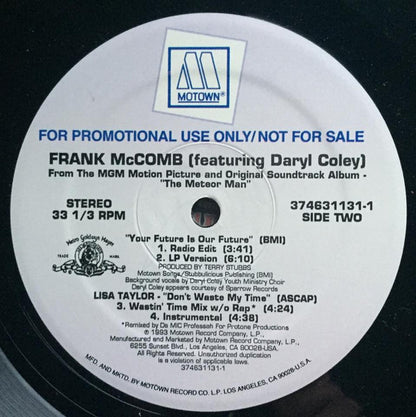 MOTOWN®
FOR PROMOTIONAL USE ONLY/NOT FOR SALE
FRANK McCOMB (featuring Daryl Coley)
From The MGM Motion Picture and Original Soundtrack Album -
"The Meteor Man"
STEREO
33 1/3 RPM
374631131-1
SIDE TWO
Metro Goldwyn Mayer
TRADE MARK
"Your Future Is Our Future" (BMI)
1. Radio Edit (3:41)
2. LP Version (6:10)
PRODUCED BY TERRY STUBBS
Motown Songs/Stubbulicious Publishing (BMI)
Background vocals by Daryl Coley Youth Ministry Choir
Daryl Coley appears courtesy of Sparrow Records
LISA TAYLOR - "Don't Waste My Time" (ASCAP)
3. Wastin' Time Mix w/o Rap* (4:24)
4. Instrumental (4:38)
*Remixed by Da MIC Profesah For Protone Productions
℗ 1993 Motown Record Company, L.P.
Manufactured and Marketed by Motown Record Company, L.P.,
6255 Sunset Blvd., Los Angeles, CA 90028-U.S.A.
All Rights Reserved. Unauthorized duplication
is a violation of applicable laws.
374631131-1
MFD. AND MKTD. BY MOTOWN RECORD CO. L.P. LOS ANGELES, CA 90028-U.S.A.